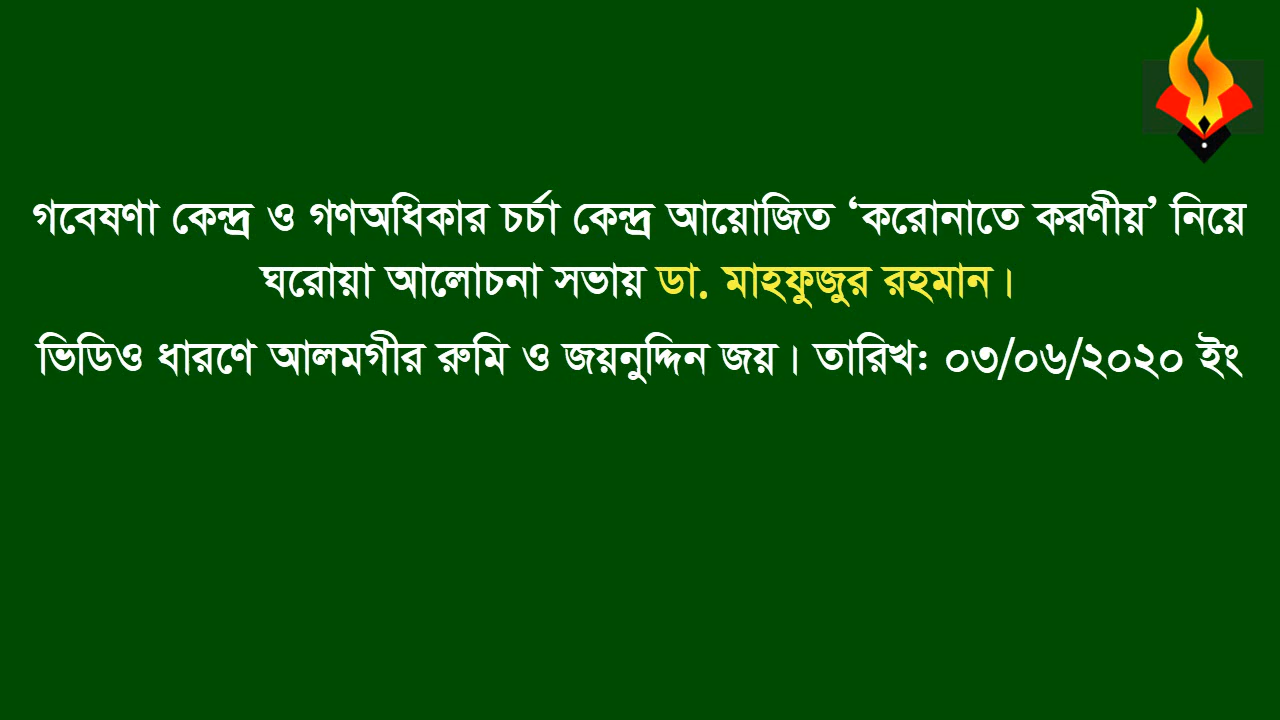 গবেষণা কেন্দ্র ও গণঅধিকার চর্চা কেন্দ্র আয়োজিত ‘করোনাতে করণীয়’ নিয়ে
ঘরোয়া আলোচনা সভায় ডা. মাহফুজুর রহমান।
ভিডিও ধারণে আলমগীর রুমি ও জয়নুদ্দিন জয়। তারিখ: ০৩/০৬/২০২০ ইং